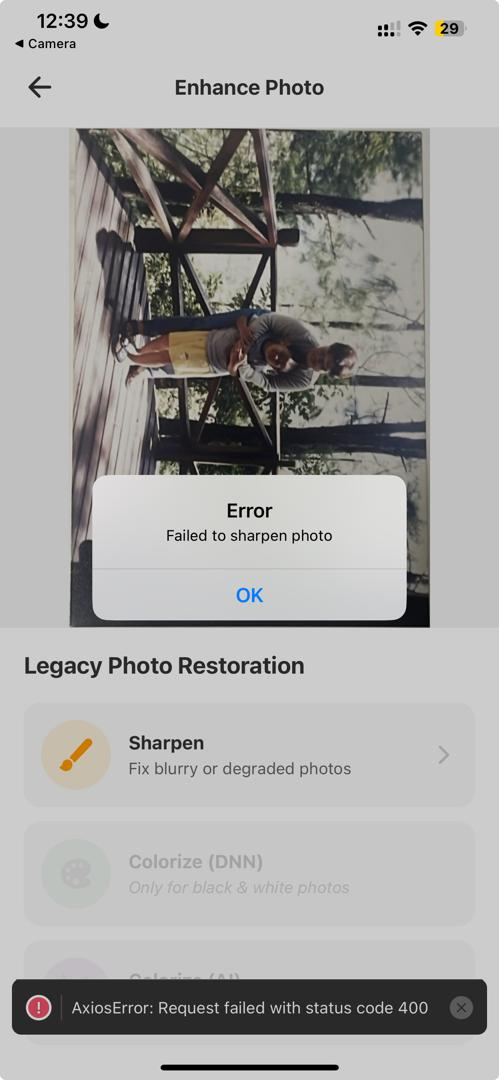 12:39
29
◀ Camera
Enhance Photo
Error
Failed to sharpen photo
OK
Legacy Photo Restoration
Sharpen
Fix blurry or degraded photos
Colorize (DNN)
Only for black & white photos
Colorize (AI)
! AxiosError: Request failed with status code 400